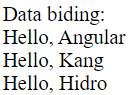 Data biding:
Hello, Angular
Hello, Kang
Hello, Hidro